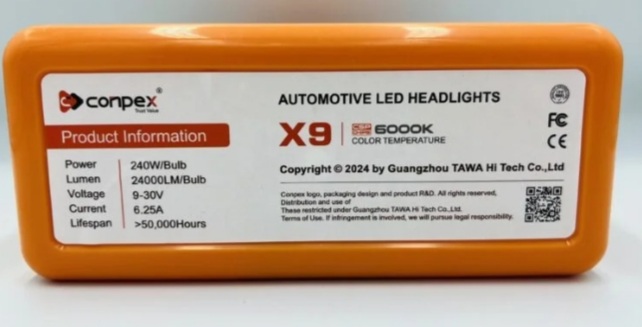 conpex®
Trust Value
Product Information
Power 240W/Bulb
Lumen 24000LM/Bulb
Voltage 9-30V
Current 6.25A
Lifespan >50,000Hours
AUTOMOTIVE LED HEADLIGHTS
X9 6000K
COLOR TEMPERATURE
Copyright © 2024 by Guangzhou TAWA Hi Tech Co.,Ltd
Conpex logo, packaging design and product R&D. All rights reserved,
Distribution and use of
These restricted under Guangzhou TAWA Hi Tech Co.,Ltd.
Terms of Use. If infringement is involved, we will pursue legal responsibility.
FC
CE